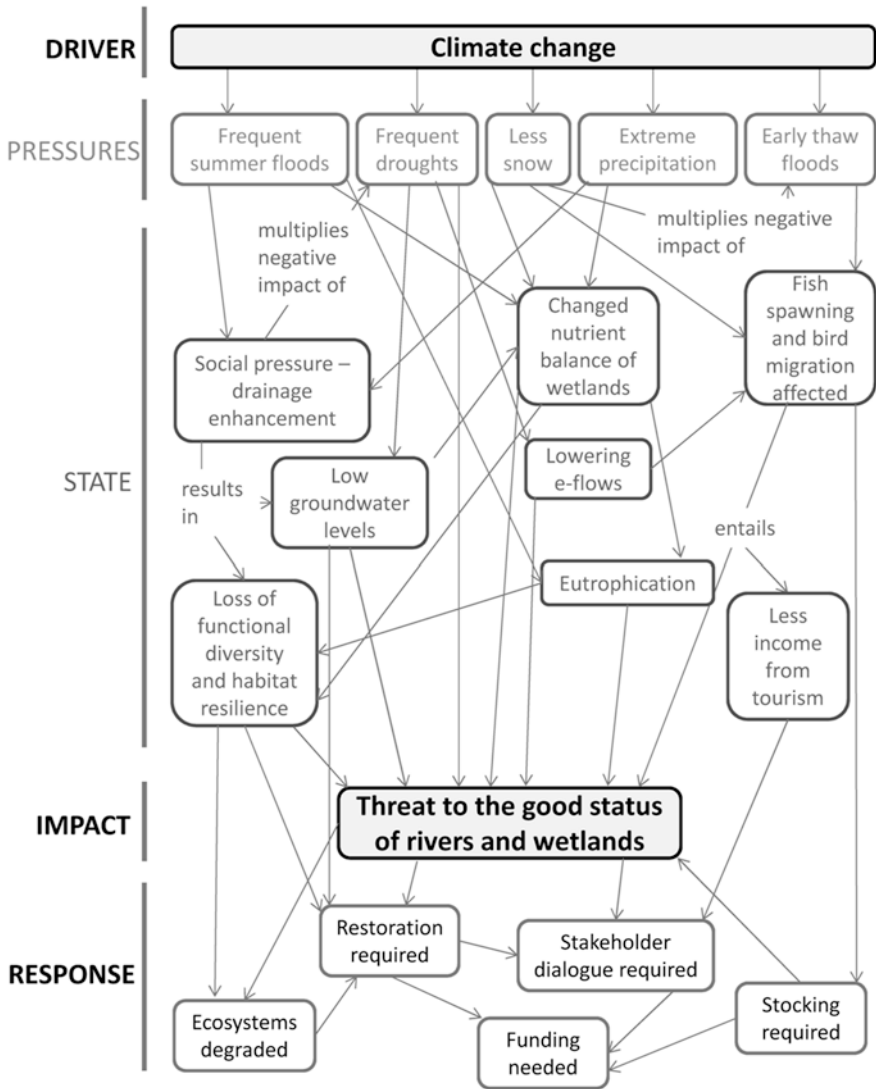 DRIVER
Climate change
PRESSURES
Frequent
summer floods
Frequent
droughts
Less
snow
Extreme
precipitation
Early thaw
floods
STATE
multiplies
negative
impact of
multiplies negative
impact of
Social pressure –
drainage
enhancement
Changed
nutrient
balance of
wetlands
Fish
spawning
and bird
migration
affected
results
in
Low
groundwater
levels
Lowering
e-flows
entails
Eutrophication
Loss of
functional
diversity
and habitat
resilience
Less
income
from
tourism
IMPACT
Threat to the good status
of rivers and wetlands
RESPONSE
Restoration
required
Stakeholder
dialogue required
Ecosystems
degraded
Funding
needed
Stocking
required